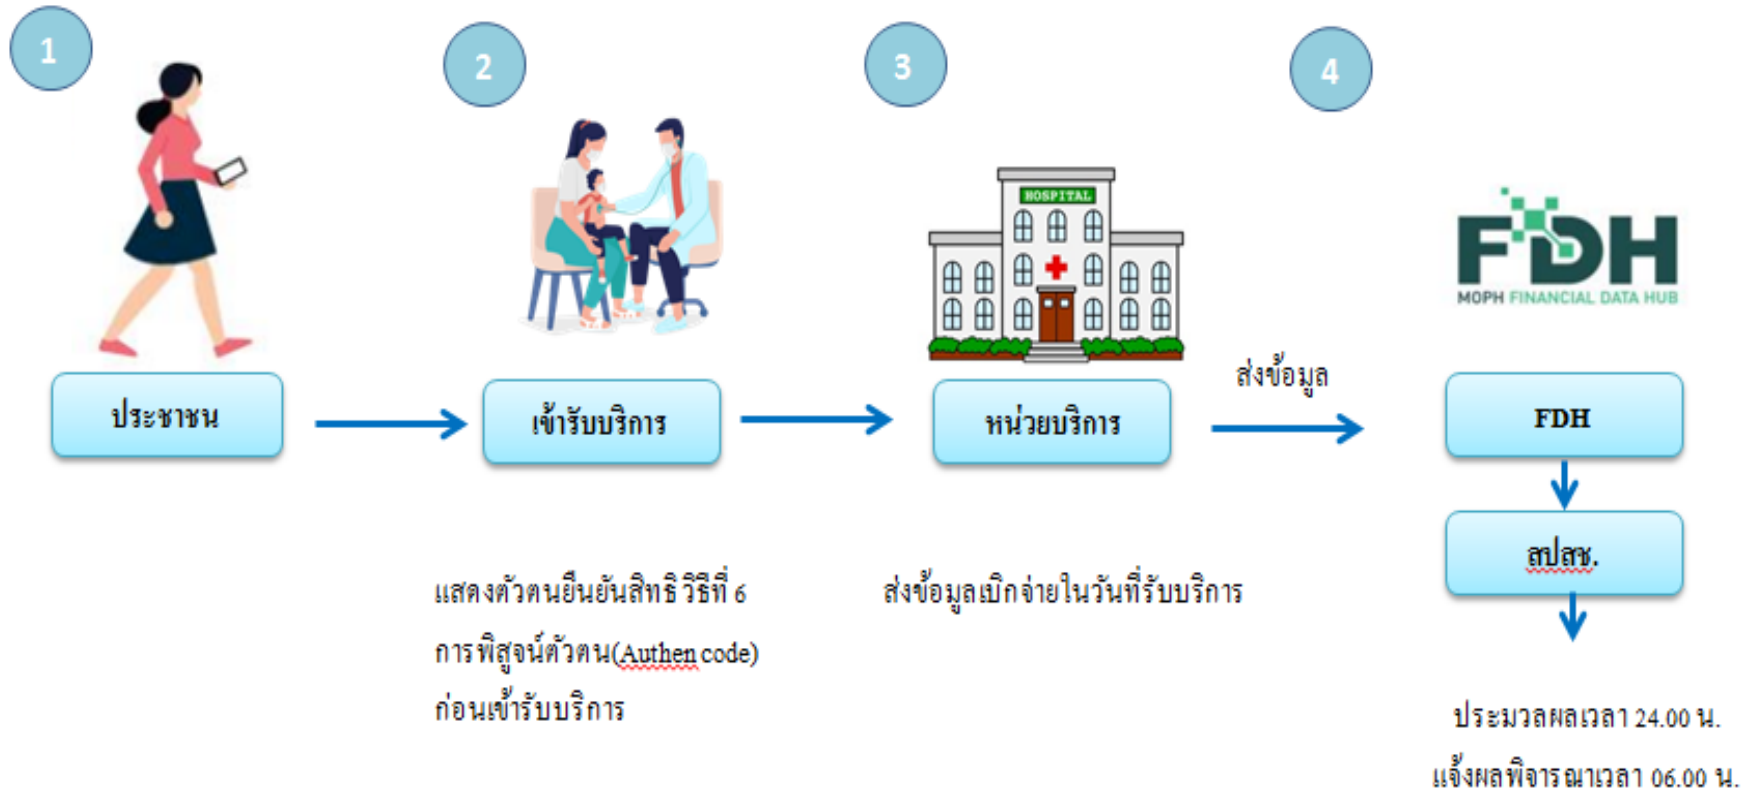 1
2
3
4
HOSPITAL
FDH
MOPH FINANCIAL DATA HUB
ประชาชน
เข้ารับบริการ
หน่วยบริการ
ส่งข้อมูล
FDH
สปสช.
แสดงตัวตนยืนยันสิทธิ วิธีที่ 6
การพิสูจน์ตัวตน(Authen code)
ก่อนเข้ารับบริการ
ส่งข้อมูลเบิกจ่ายในวันที่รับบริการ
ประมวลผลเวลา 24.00 น.
แจ้งผลพิจารณาเวลา 06.00 น.